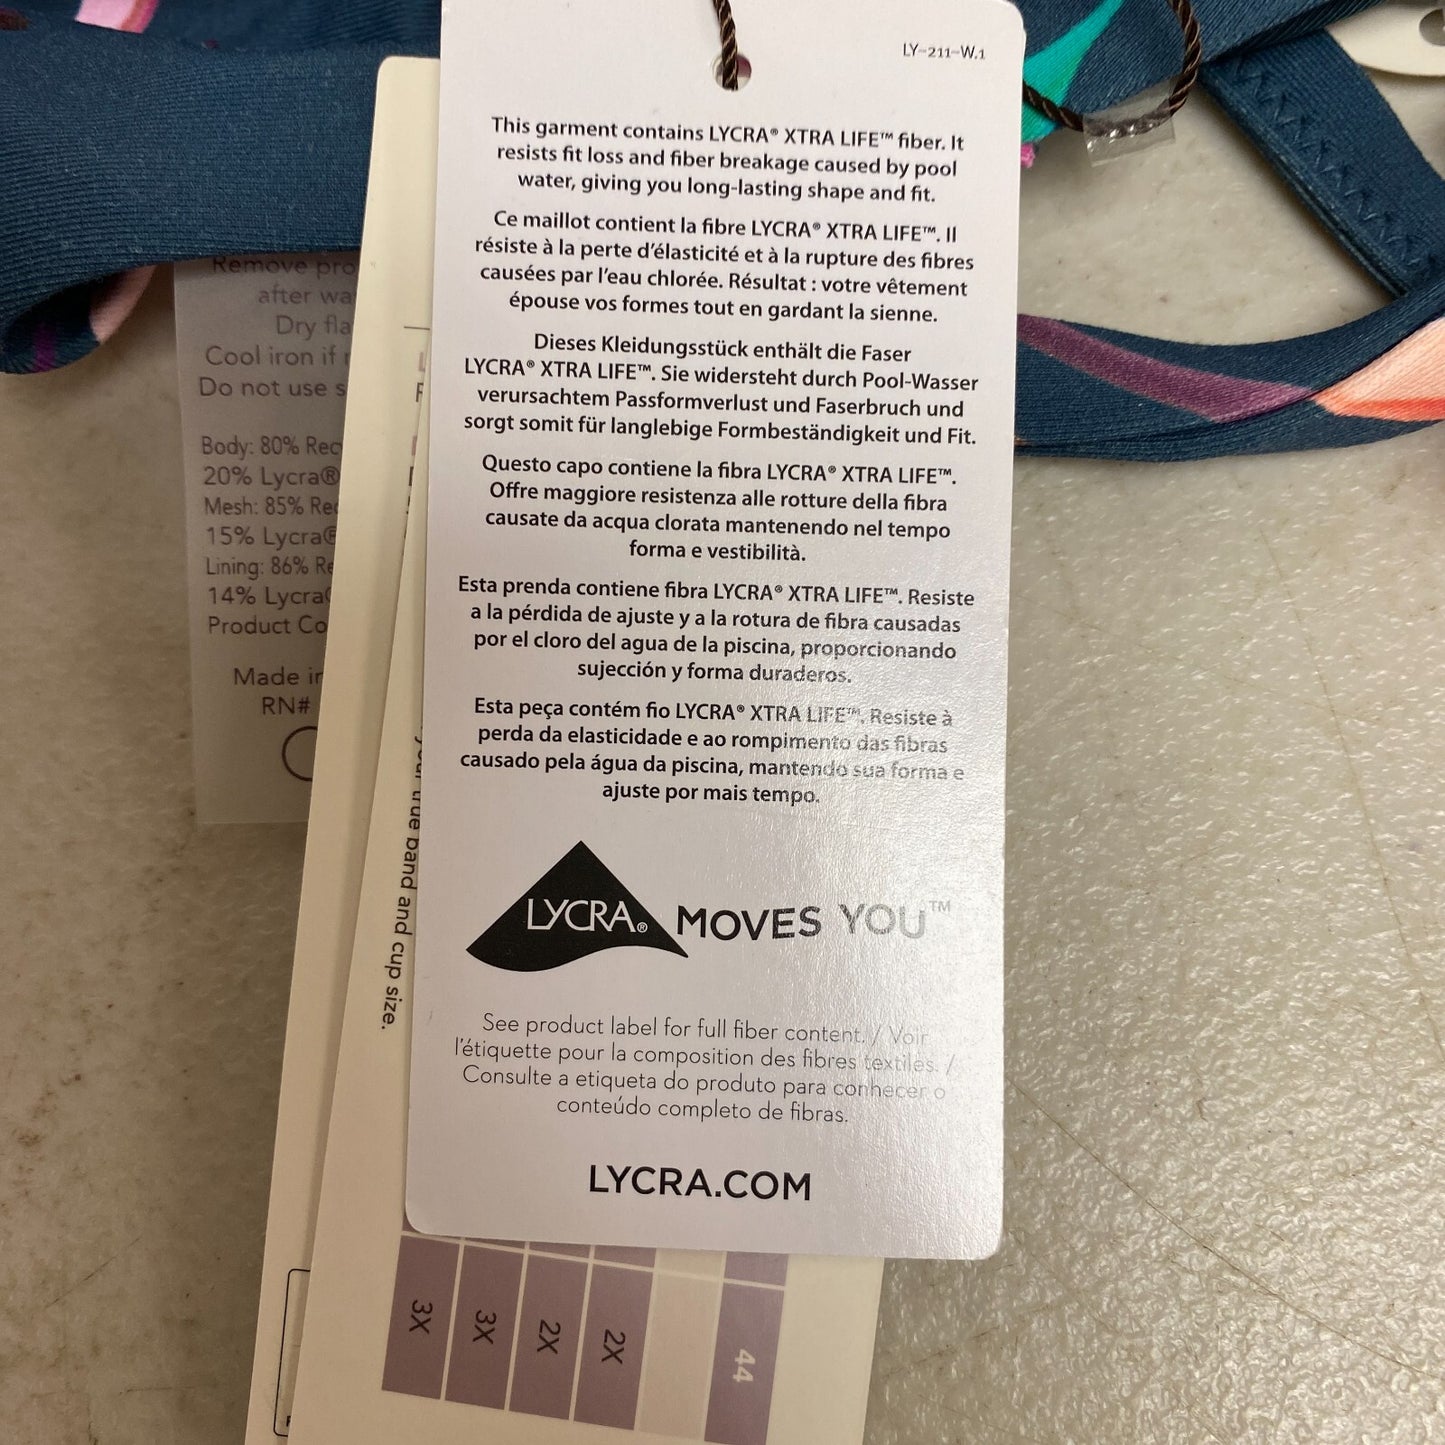 LY-211-W.1
This garment contains LYCRA® XTRA LIFE™ fiber. It
resists fit loss and fiber breakage caused by pool
water, giving you long-lasting shape and fit.
Ce maillot contient la fibre LYCRA® XTRA LIFE™. Il
résiste à la perte d'élasticité et à la rupture des fibres
causées par l'eau chlorée. Résultat : votre vêtement
épouse vos formes tout en gardant la sienne.
Dieses Kleidungsstück enthält die Faser
LYCRA® XTRA LIFE™. Sie widersteht durch Pool-Wasser
verursachtem Passformverlust und Faserbruch und
sorgt somit für langlebige Formbeständigkeit und Fit.
Questo capo contiene la fibra LYCRA® XTRA LIFE™.
Offre maggiore resistenza alle rotture della fibra
causate da acqua clorata mantenendo nel tempo
forma e vestibilità.
Esta prenda contiene fibra LYCRA® XTRA LIFE™. Resiste
a la pérdida de ajuste y a la rotura de fibra causadas
por el cloro del agua de la piscina, proporcionando
sujección y forma duraderos.
Esta peça contém fio LYCRA® XTRA LIFE™. Resiste à
perda da elasticidade e ao rompimento das fibras
causado pela água da piscina, mantendo sua forma e
ajuste por mais tempo.
LYCRA® MOVES YOU™
See product label for full fiber content. / Voir
l'étiquette pour la composition des fibres textiles. /
Consulte a etiqueta do produto para conhecer o
conteúdo completo de fibras.
LYCRA.COM
Remove
after
Dry
Cool iron if
Do not use
Body: 80%
20% Lycra®
Mesh: 85%
15% Lycra®
Lining: 86%
14% Lycra
Product
Made
RN#
true band and cup size.
3X
3X
2X
2X
44